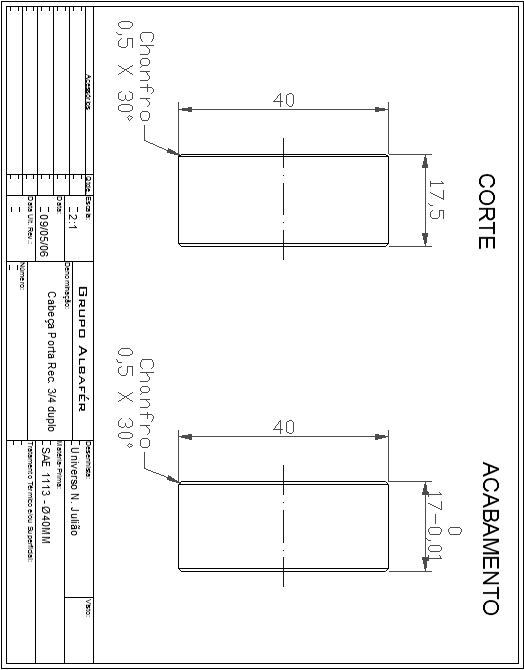 CORTE
40
17,5
Chanfro
0,5 X 30°
ACABAMENTO
40
0
17-0,01
Chanfro
0,5 X 30°
Acessórios
Qtde.
Escala:
2:1
Data:
09/05/06
Data Ult. Rev.:
GRUPO ALBAFÉR
Denominação:
Cabeça Porta Rec. 3/4 duplo
Número:
Desenhista:
Universo N. Julião
Visto:
Matéria-Prima:
SAE 1113 - Ø40MM
Tratamento Térmico e/ou Superficial: